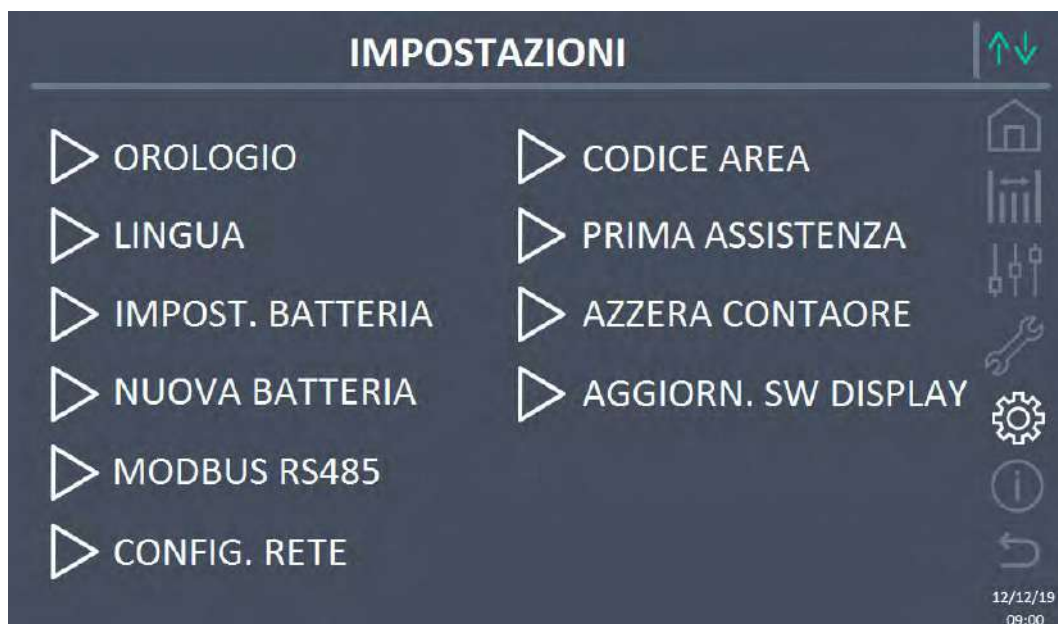 IMPOSTAZIONI
OROLOGIO
LINGUA
IMPOST. BATTERIA
NUOVA BATTERIA
MODBUS RS485
CONFIG. RETE
CODICE AREA
PRIMA ASSISTENZA
AZZERA CONTAORE
AGGIORN. SW DISPLAY
12/12/19
09:00